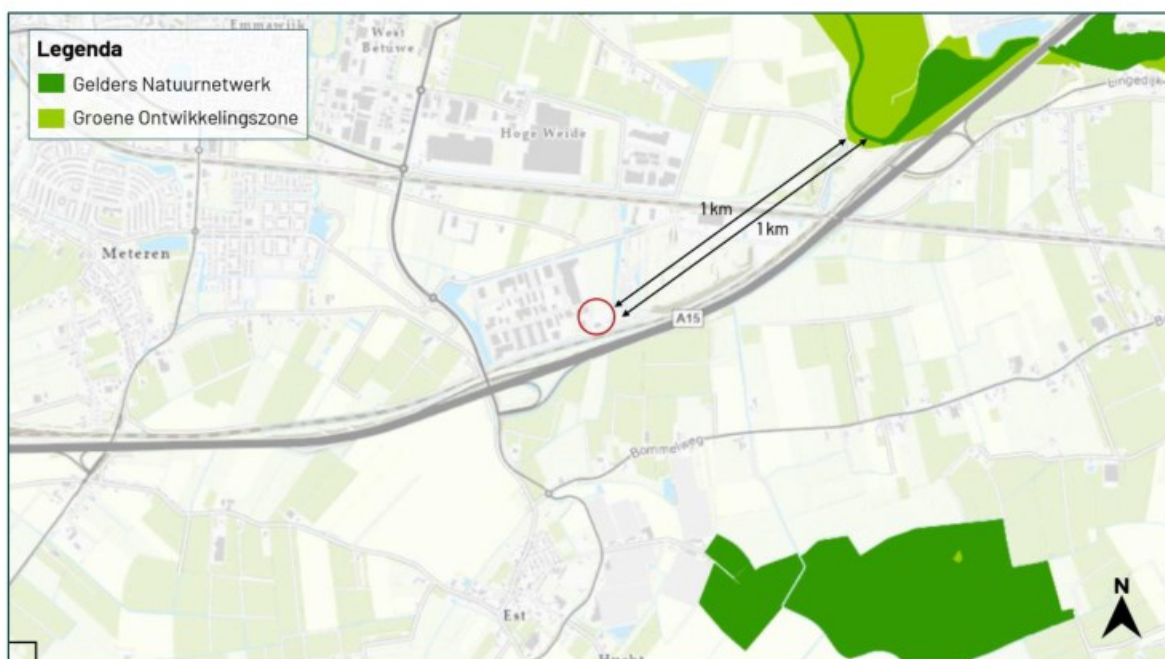 Emmawijk
West
Betuwe
Legenda
Gelders Natuurnetwerk
Groene Ontwikkelingszone
Hoge Weide
Lingedijk
1 km
1 km
Meteren
A15
Bommelweg
B
N
Est